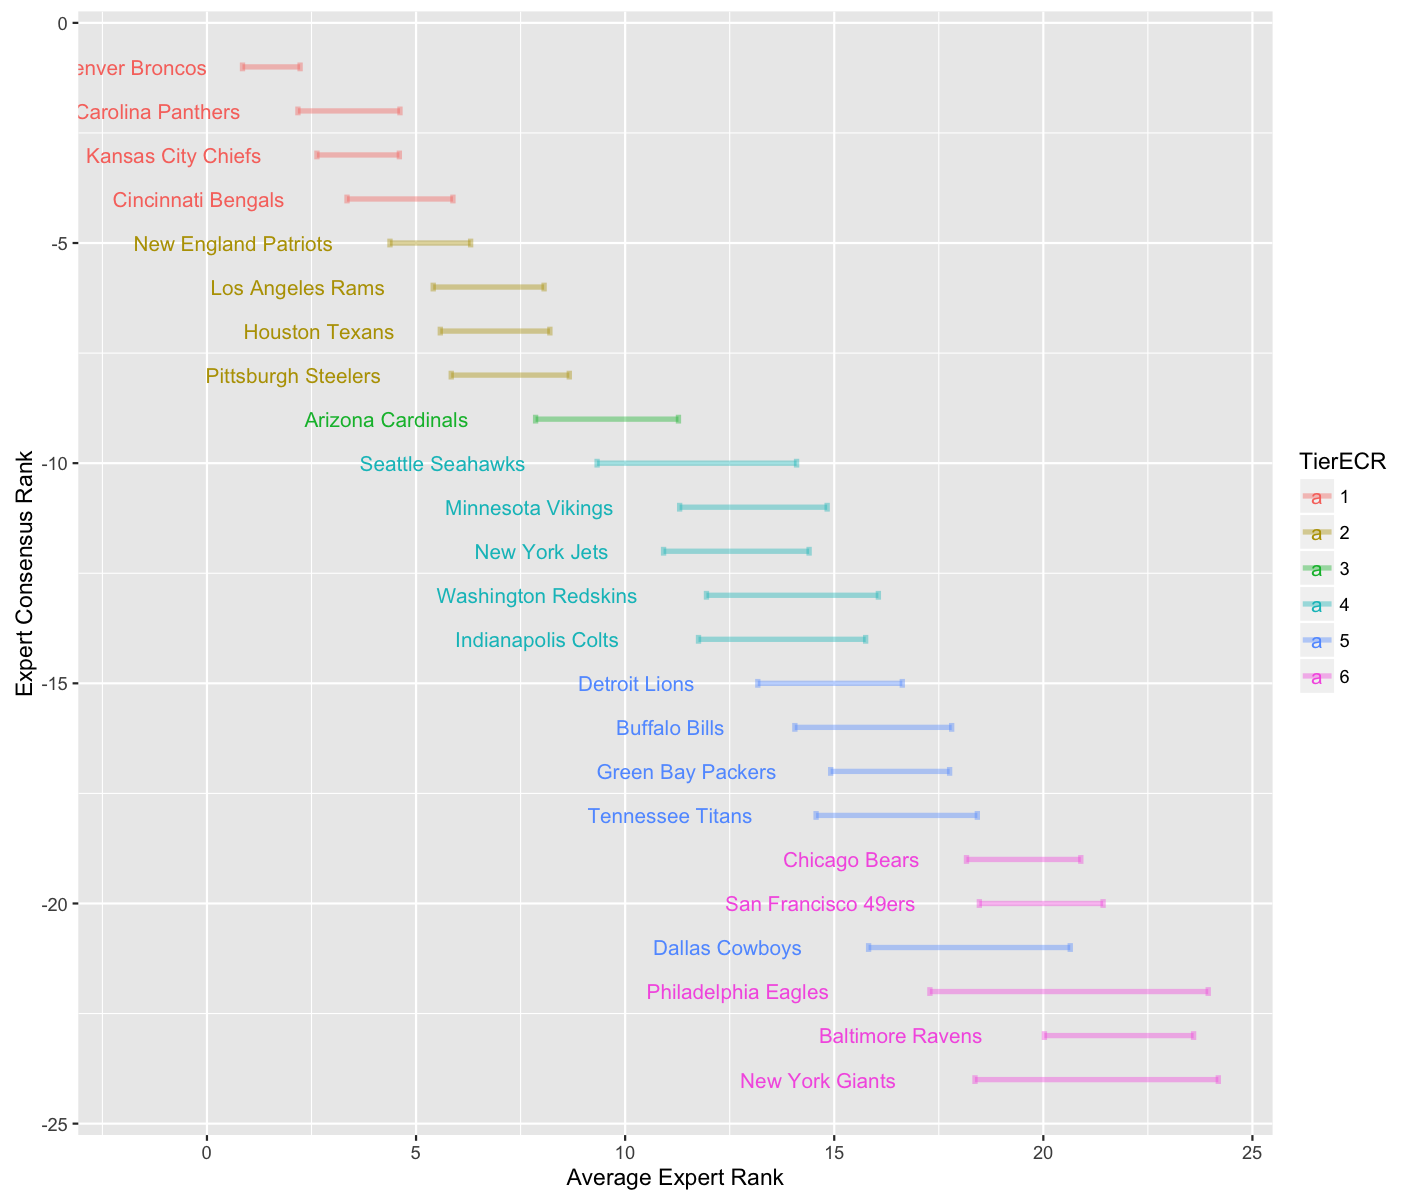 0
enver Broncos
Carolina Panthers
Kansas City Chiefs
Cincinnati Bengals
-5
New England Patriots
Los Angeles Rams
Houston Texans
Pittsburgh Steelers
Arizona Cardinals
-10
Seattle Seahawks
Minnesota Vikings
New York Jets
Washington Redskins
Indianapolis Colts
-15
Detroit Lions
Buffalo Bills
Green Bay Packers
Tennessee Titans
Chicago Bears
-20
San Francisco 49ers
Dallas Cowboys
Philadelphia Eagles
Baltimore Ravens
New York Giants
-25
Expert Consensus Rank
0 5 10 15 20 25
Average Expert Rank
TierECR
a 1
a 2
a 3
a 4
a 5
a 6